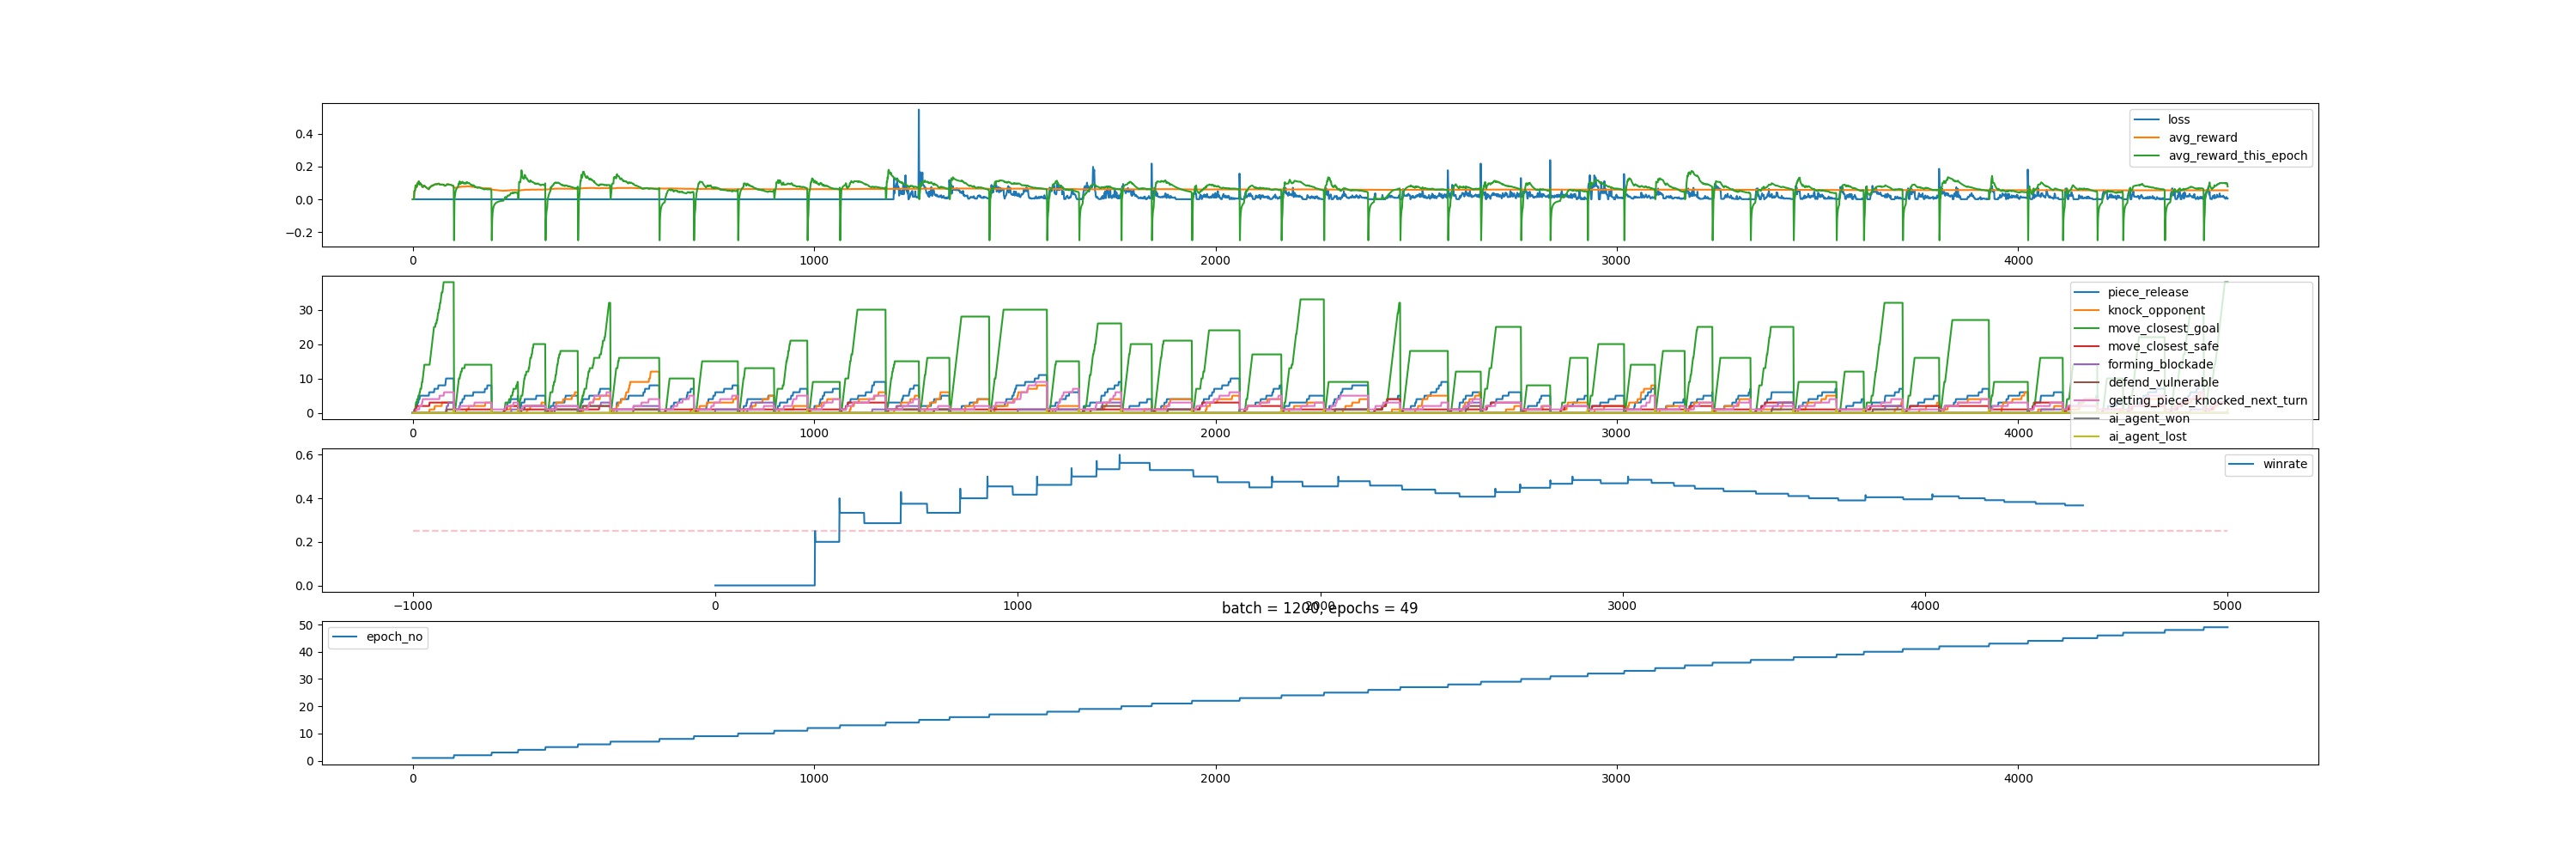 0.4
0.2
0.0
−0.2
loss
avg_reward
avg_reward_this_epoch
0 1000 2000 3000 4000
30
20
10
0
piece_release
knock_opponent
move_closest_goal
move_closest_safe
forming_blockade
defend_vulnerable
getting_piece_knocked_next_turn
ai_agent_won
ai_agent_lost
0 1000 2000 3000 4000
0.6
0.4
0.2
0.0
winrate
−1000 0 1000 2000 3000 4000 5000
batch = 1200, epochs = 49
50
40
30
20
10
0
epoch_no
0 1000 2000 3000 4000